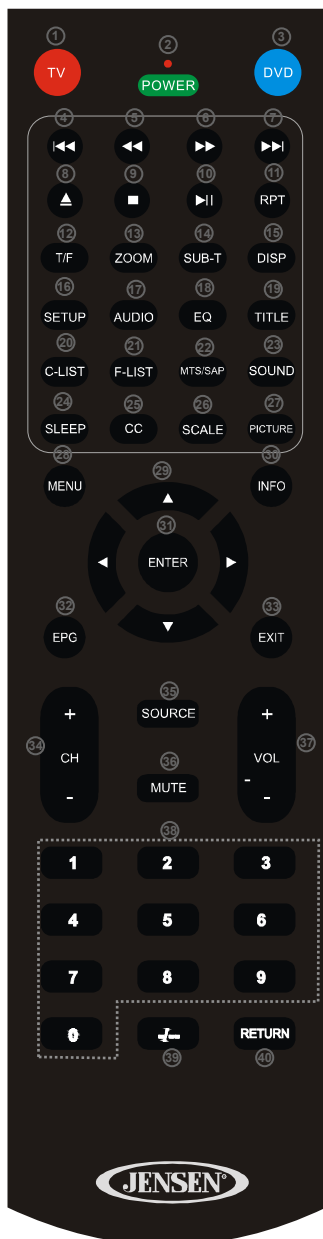 1 2 3
TV POWER DVD
4 5 6 7
8 9 10 11
RPT
12 13 14 15
T/F ZOOM SUB-T DISP
16 17 18 19
SETUP AUDIO EQ TITLE
20 21 22 23
C-LIST F-LIST MTS/SAP SOUND
24 25 26 27
SLEEP CC SCALE PICTURE
28 29 30
MENU INFO
31
ENTER
32 33
EPG EXIT
35
+ SOURCE +
34 CH VOL 37
36
MUTE
- - -
38
1 2 3
4 5 6
7 8 9
0 -/-- RETURN
39 40
JENSEN